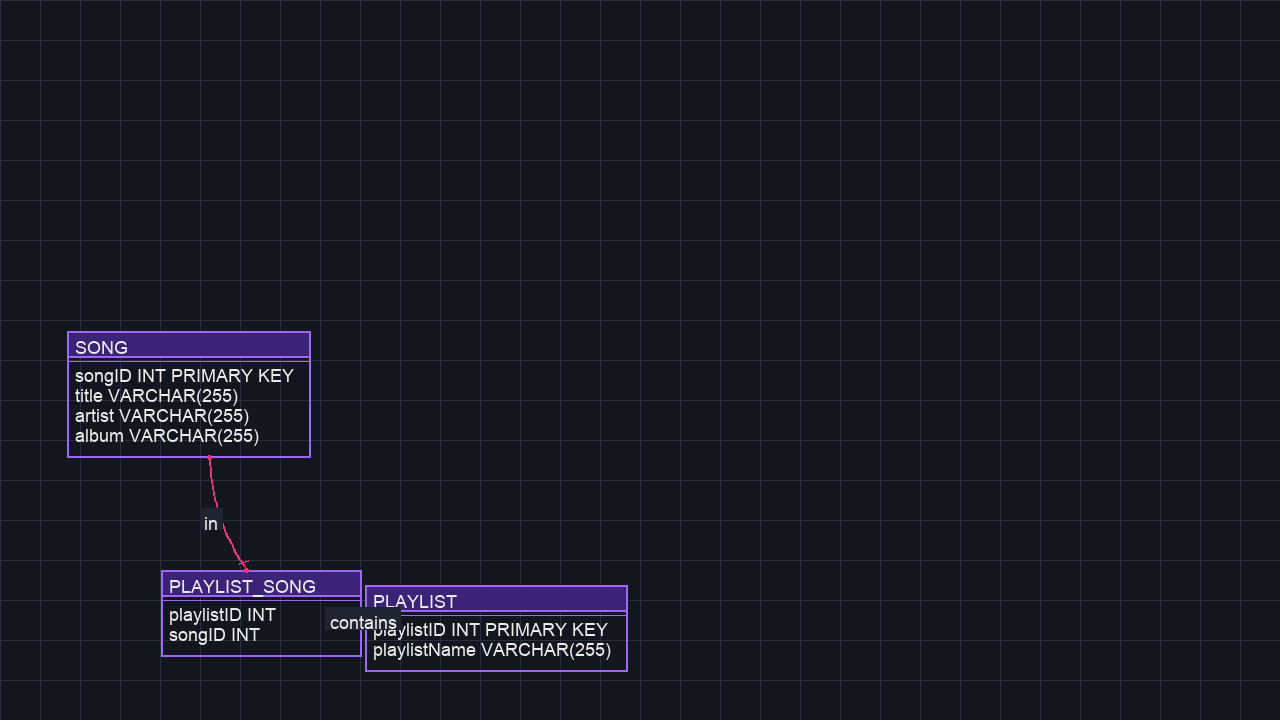 SONG
songID INT PRIMARY KEY
title VARCHAR(255)
artist VARCHAR(255)
album VARCHAR(255)
in
PLAYLIST_SONG
playlistID INT
songID INT
contains
PLAYLIST
playlistID INT PRIMARY KEY
playlistName VARCHAR(255)